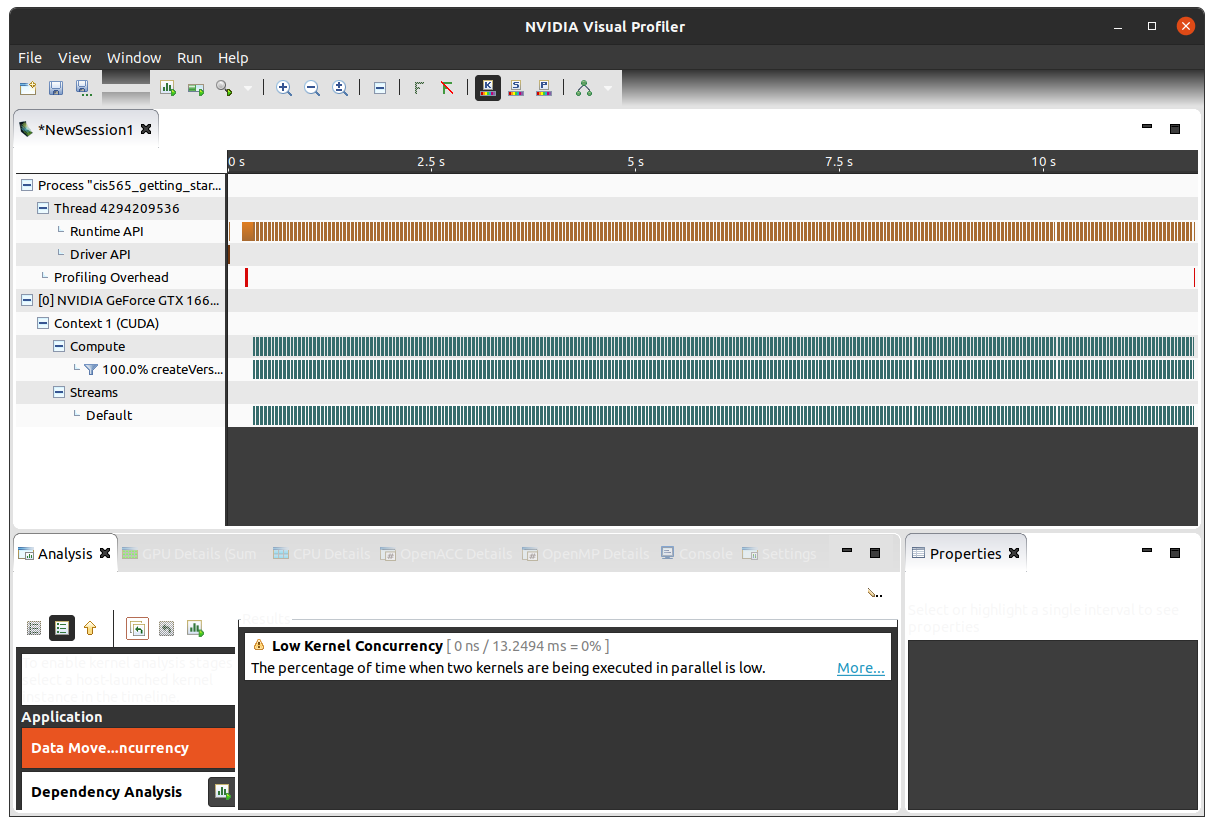 NVIDIA Visual Profiler
File View Window Run Help
*NewSession1
0 s 2.5 s 5 s 7.5 s 10 s
Process "cis565_getting_star...
Thread 4294209536
Runtime API
Driver API
Profiling Overhead
[0] NVIDIA GeForce GTX 166...
Context 1 (CUDA)
Compute
100.0% createVers...
Streams
Default
Analysis GPU Details (Sum CPU Details OpenACC Details OpenMP Details Console Settings
Properties
Results
Select or highlight a single interval to see
properties
Low Kernel Concurrency [ 0 ns / 13.2494 ms = 0% ]
The percentage of time when two kernels are being executed in parallel is low. More...
To enable kernel analysis stages
select a host-launched kernel
instance in the timeline.
Application
Data Move...ncurrency
Dependency Analysis